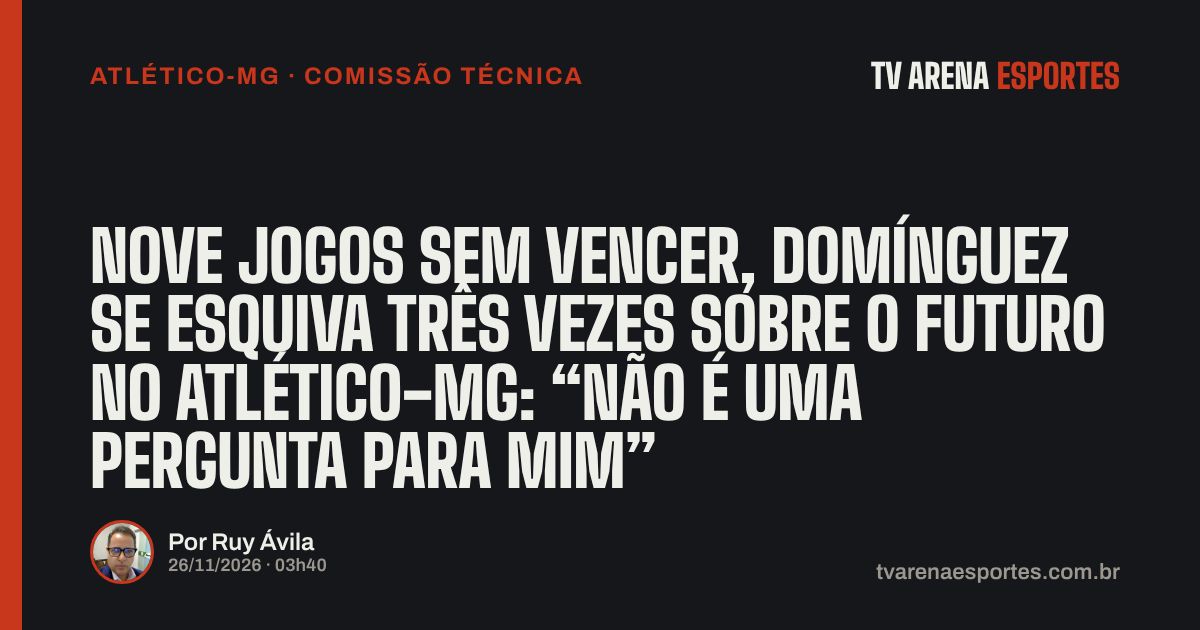 ATLÉTICO-MG · COMISSÃO TÉCNICA
TV ARENA ESPORTES
NOVE JOGOS SEM VENCER, DOMÍNGUEZ
SE ESQUIVA TRÊS VEZES SOBRE O FUTURO
NO ATLÉTICO-MG: “NÃO É UMA
PERGUNTA PARA MIM”
Por Ruy Ávila
26/11/2026 · 03h40
tvarenaesportes.com.br